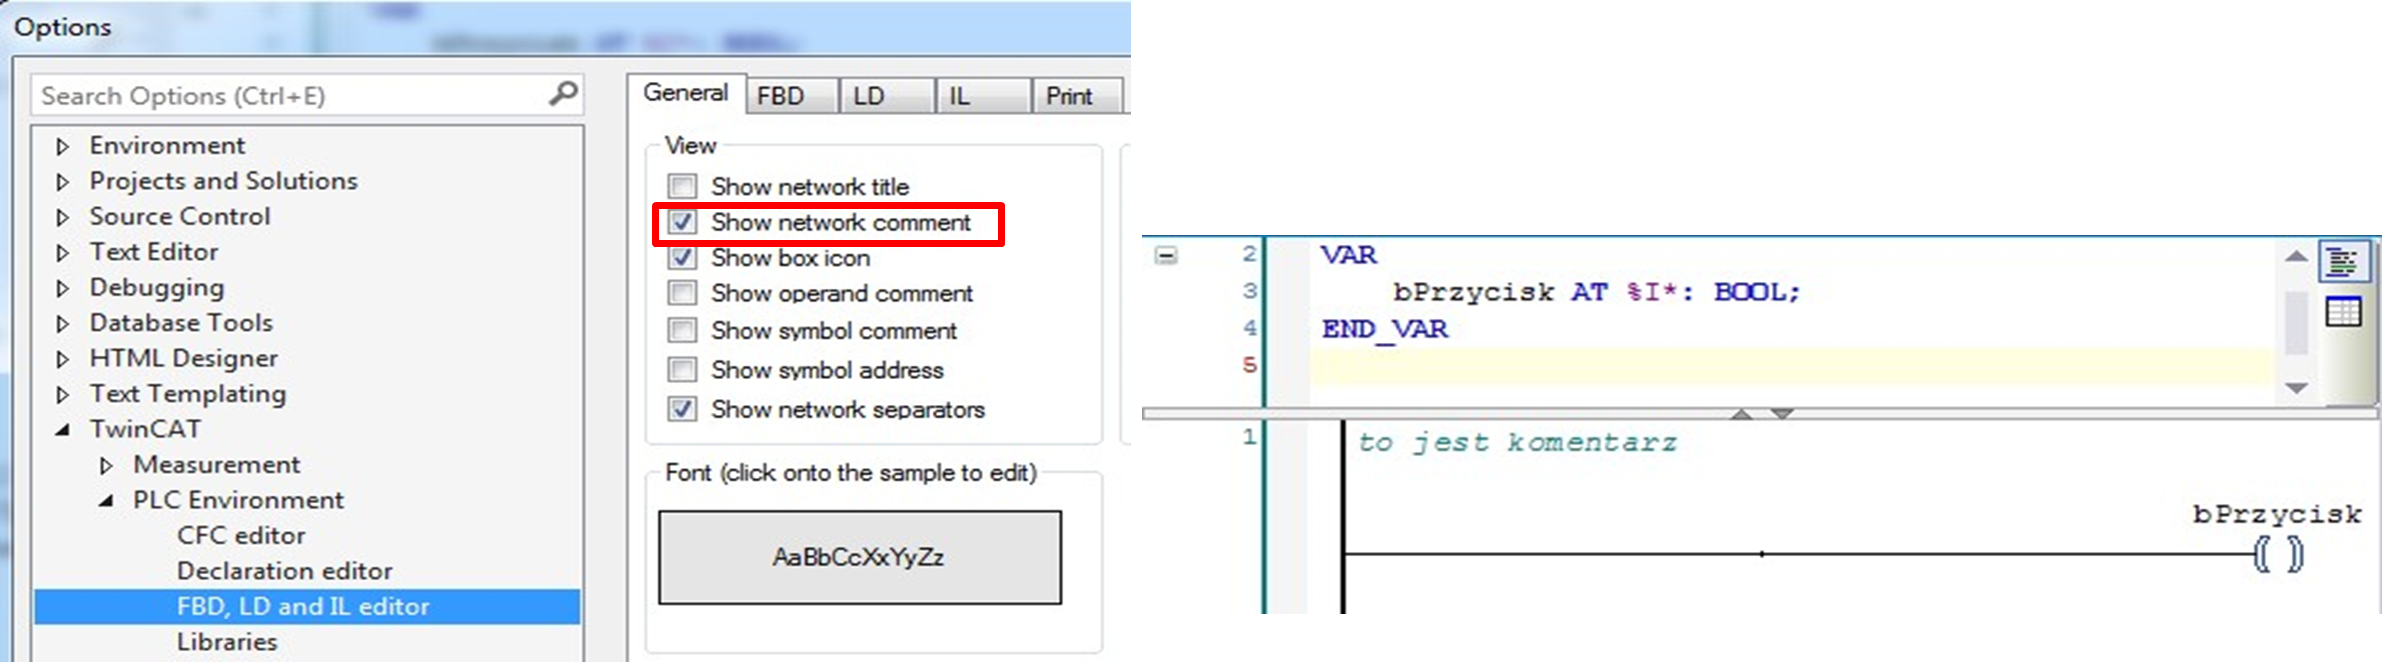 Options
Search Options (Ctrl+E)
Environment
Projects and Solutions
Source Control
Text Editor
Debugging
Database Tools
HTML Designer
Text Templating
TwinCAT
Measurement
PLC Environment
CFC editor
Declaration editor
FBD, LD and IL editor
Libraries
General FBD LD IL Print
View
Show network title
Show network comment
Show box icon
Show operand comment
Show symbol comment
Show symbol address
Show network separators
Font (click onto the sample to edit)
AaBbCcXxYyZz
2 VAR
3 bPrzycisk AT %I*: BOOL;
4 END_VAR
5
1 to jest komentarz
bPrzycisk